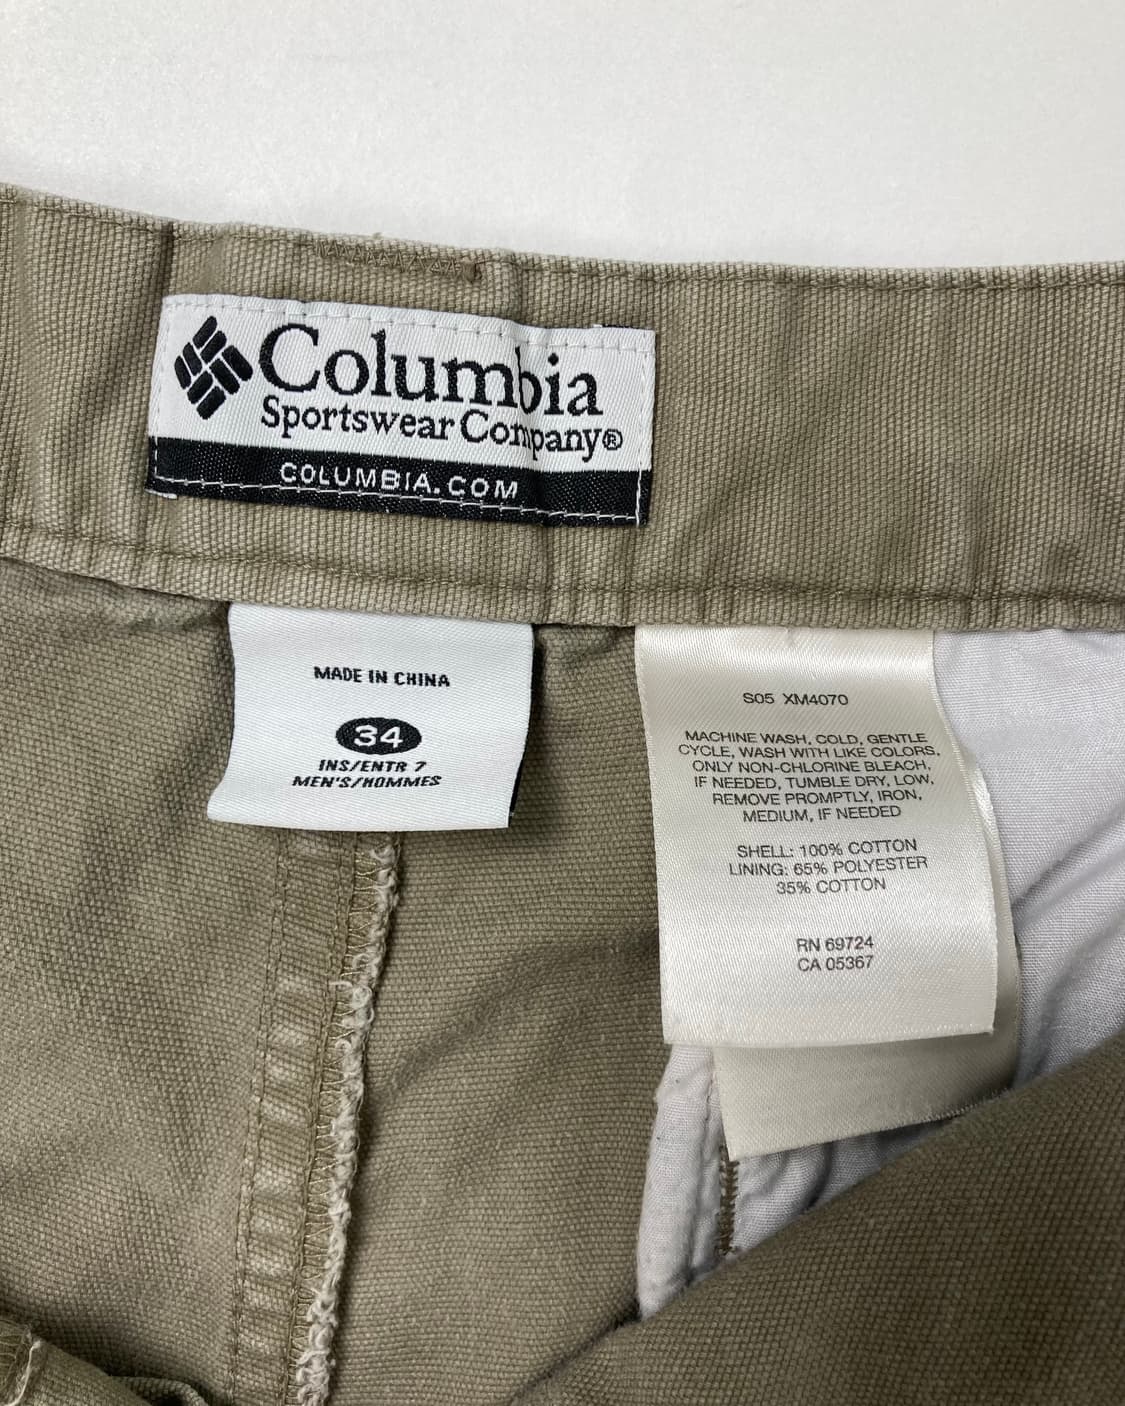 Columbia
Sportswear Company®
COLUMBIA.COM
MADE IN CHINA
34
INS/ENTR 7
MEN'S/HOMMES
S05 XM4070
MACHINE WASH, COLD, GENTLE
CYCLE, WASH WITH LIKE COLORS,
ONLY NON-CHLORINE BLEACH,
IF NEEDED, TUMBLE DRY, LOW,
REMOVE PROMPTLY, IRON,
MEDIUM, IF NEEDED
SHELL: 100% COTTON
LINING: 65% POLYESTER
35% COTTON
RN 69724
CA 05367